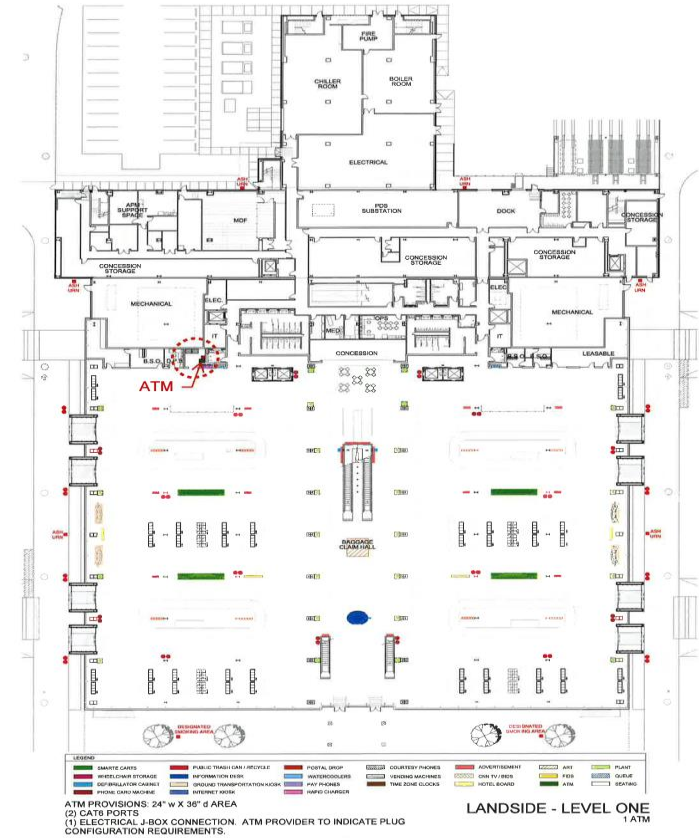 FIRE
PUMP
CHILLER
ROOM
BOILER
ROOM
ELECTRICAL
ASH
URN
ASH
URN
APM
SUPPORT
SPACE
MDF
PDS
SUBSTATION
DOCK
CONCESSION
STORAGE
CONCESSION
STORAGE
CONCESSION
STORAGE
CONCESSION
STORAGE
ASH
URN
ASH
URN
MECHANICAL
ELEC.
ELEC.
MECHANICAL
IT
MED.
OPS
IT
CONCESSION
B.S.O.
B.S.O.
LEASABLE
ATM
ASH
URN
ASH
URN
BAGGAGE
CLAIM HALL
DESIGNATED
SMOKING AREA
DESIGNATED
SMOKING AREA
LEGEND
SMARTE CARTS
PUBLIC TRASH CAN / RECYCLE
POSTAL DROP
COURTESY PHONES
ADVERTISEMENT
ART
PLANT
WHEELCHAIR STORAGE
INFORMATION DESK
WATERCOOLERS
VENDING MACHINES
CNN TV / BIDS
FIDS
QUEUE
DEFIBRILLATOR CABINET
GROUND TRANSPORTATION KIOSK
PAY PHONES
TIME ZONE CLOCKS
HOTEL BOARD
ATM
SEATING
PHONE CARD MACHINE
INTERNET KIOSK
RAPID CHARGER
ATM PROVISIONS: 24" w X 36" d AREA
(2) CAT6 PORTS
(1) ELECTRICAL J-BOX CONNECTION. ATM PROVIDER TO INDICATE PLUG
CONFIGURATION REQUIREMENTS.
LANDSIDE - LEVEL ONE
1 ATM